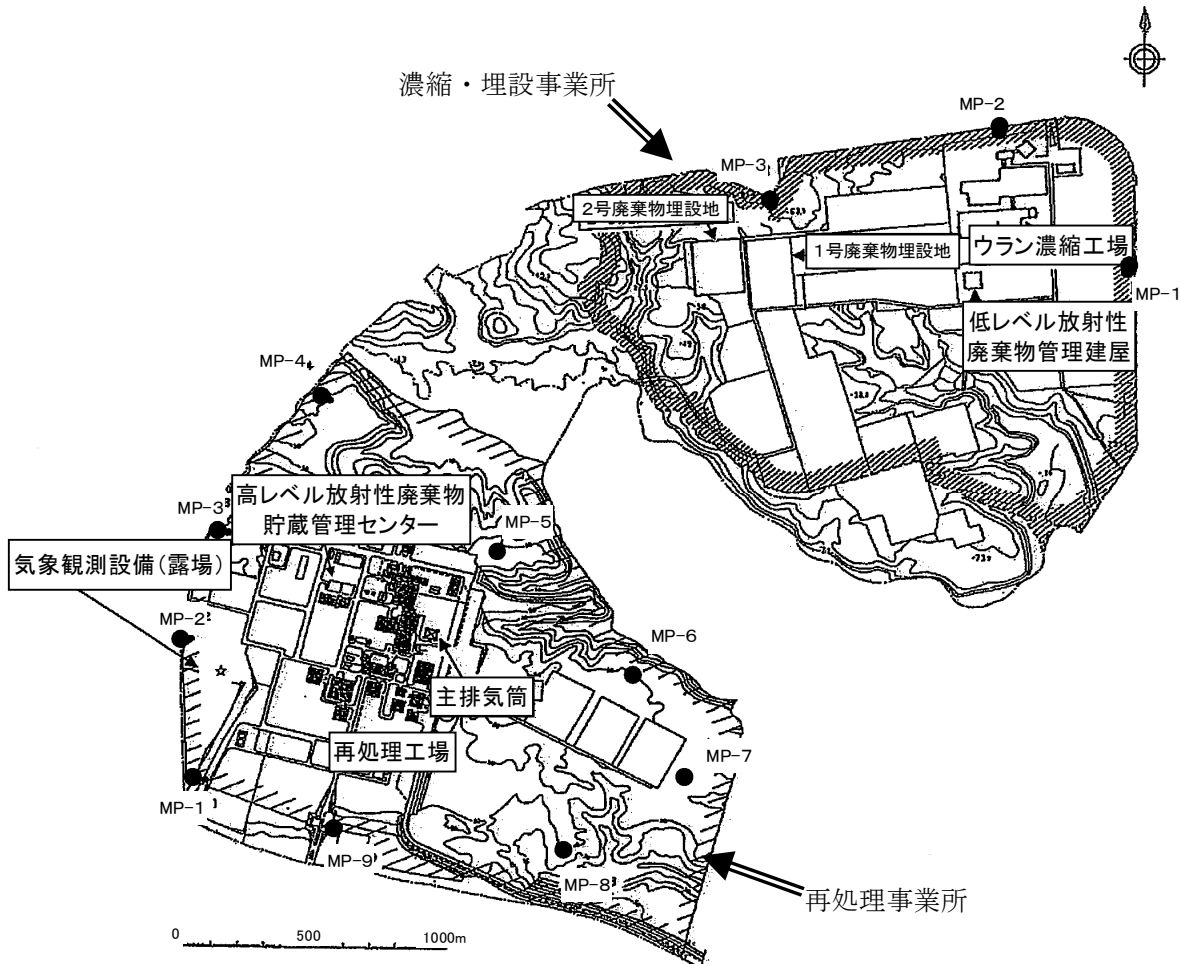 濃縮・埋設事業所
MP-2
MP-3
2号廃棄物埋設地
1号廃棄物埋設地
ウラン濃縮工場
MP-1
低レベル放射性
廃棄物管理建屋
MP-4
高レベル放射性廃棄物
貯蔵管理センター
MP-3
MP-5
気象観測設備(露場)
MP-2
MP-6
主排気筒
再処理工場
MP-7
MP-1
MP-9
MP-8
再処理事業所
0 500 1000m